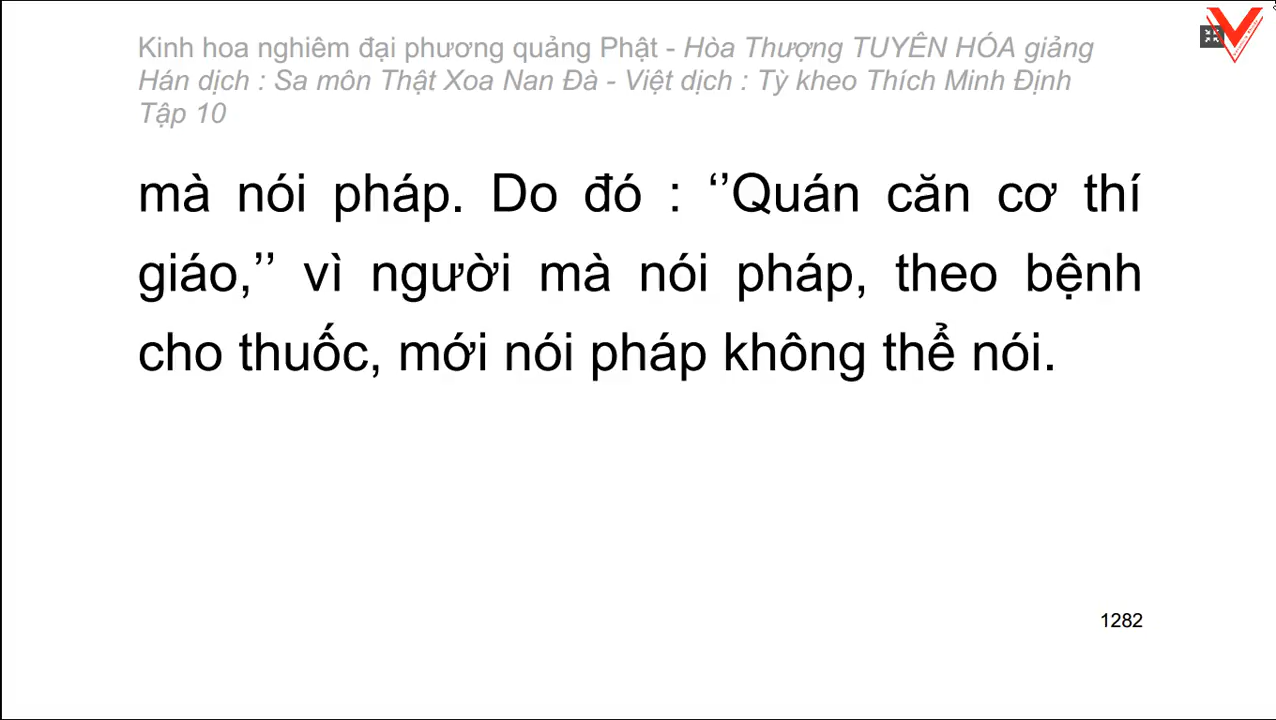 Kinh hoa nghiêm đại phương quảng Phật - Hòa Thượng TUYÊN HÓA giảng
Hán dịch : Sa môn Thật Xoa Nan Đà - Việt dịch : Tỳ kheo Thích Minh Định
Tập 10
mà nói pháp. Do đó : ‘’Quán căn cơ thí
giáo,’’ vì người mà nói pháp, theo bệnh
cho thuốc, mới nói pháp không thể nói.
1282